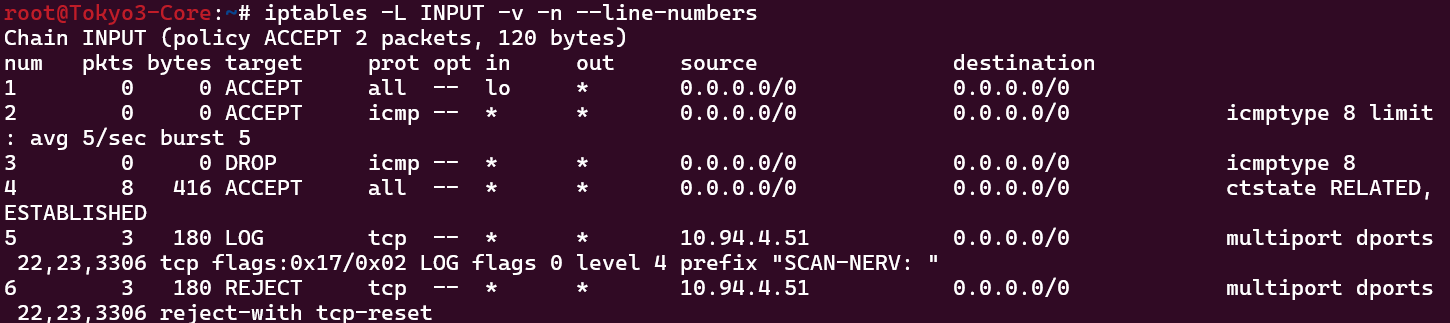 root@Tokyo3-Core:~# iptables -L INPUT -v -n --line-numbers
Chain INPUT (policy ACCEPT 2 packets, 120 bytes)
num   pkts bytes target     prot opt in     out     source               destination
1        0     0 ACCEPT     all  --  lo     *       0.0.0.0/0            0.0.0.0/0
2        0     0 ACCEPT     icmp --  *      *       0.0.0.0/0            0.0.0.0/0            icmptype 8 limit
: avg 5/sec burst 5
3        0     0 DROP       icmp --  *      *       0.0.0.0/0            0.0.0.0/0            icmptype 8
4        8   416 ACCEPT     all  --  *      *       0.0.0.0/0            0.0.0.0/0            ctstate RELATED,
ESTABLISHED
5        3   180 LOG        tcp  --  *      *       10.94.4.51           0.0.0.0/0            multiport dports
 22,23,3306 tcp flags:0x17/0x02 LOG flags 0 level 4 prefix "SCAN-NERV: "
6        3   180 REJECT     tcp  --  *      *       10.94.4.51           0.0.0.0/0            multiport dports
 22,23,3306 reject-with tcp-reset